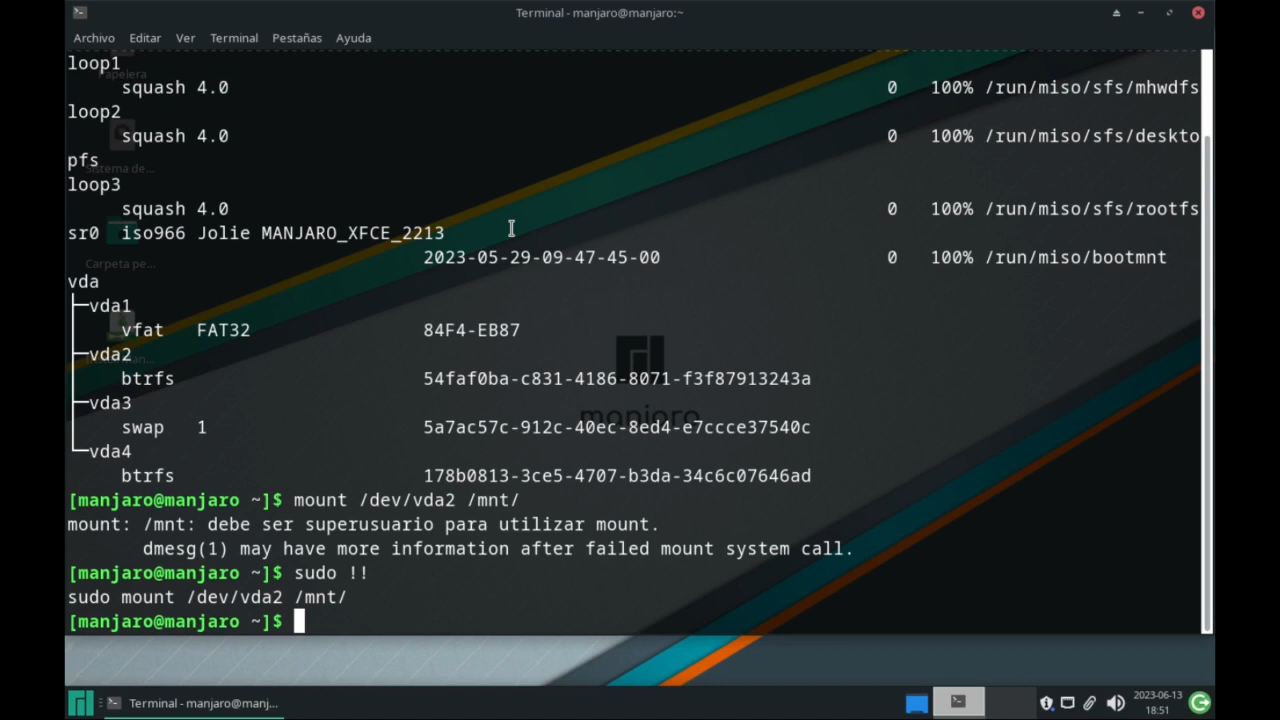 Terminal - manjaro@manjaro:~
Archivo Editar Ver Terminal Pestañas Ayuda
Papelera
loop1
squash 4.0 0 100% /run/miso/sfs/mhwdfs
loop2
squash 4.0 0 100% /run/miso/sfs/deskto
pfs
Sistema de...
loop3
squash 4.0 0 100% /run/miso/sfs/rootfs
sr0 iso966 Jolie MANJARO_XFCE_2213
Carpeta pe...
2023-05-29-09-47-45-00 0 100% /run/miso/bootmnt
vda
├─vda1
│ vfat FAT32 84F4-EB87
├─vda2
│ btrfs 54faf0ba-c831-4186-8071-f3f87913243a
├─vda3
│ swap 1 5a7ac57c-912c-40ec-8ed4-e7ccce37540c
└─vda4
btrfs 178b0813-3ce5-4707-b3da-34c6c07646ad
manjaro
[manjaro@manjaro ~]$ mount /dev/vda2 /mnt/
mount: /mnt: debe ser superusuario para utilizar mount.
dmesg(1) may have more information after failed mount system call.
[manjaro@manjaro ~]$ sudo !!
sudo mount /dev/vda2 /mnt/
[manjaro@manjaro ~]$
Terminal - manjaro@manj...
2023-06-13
18:51